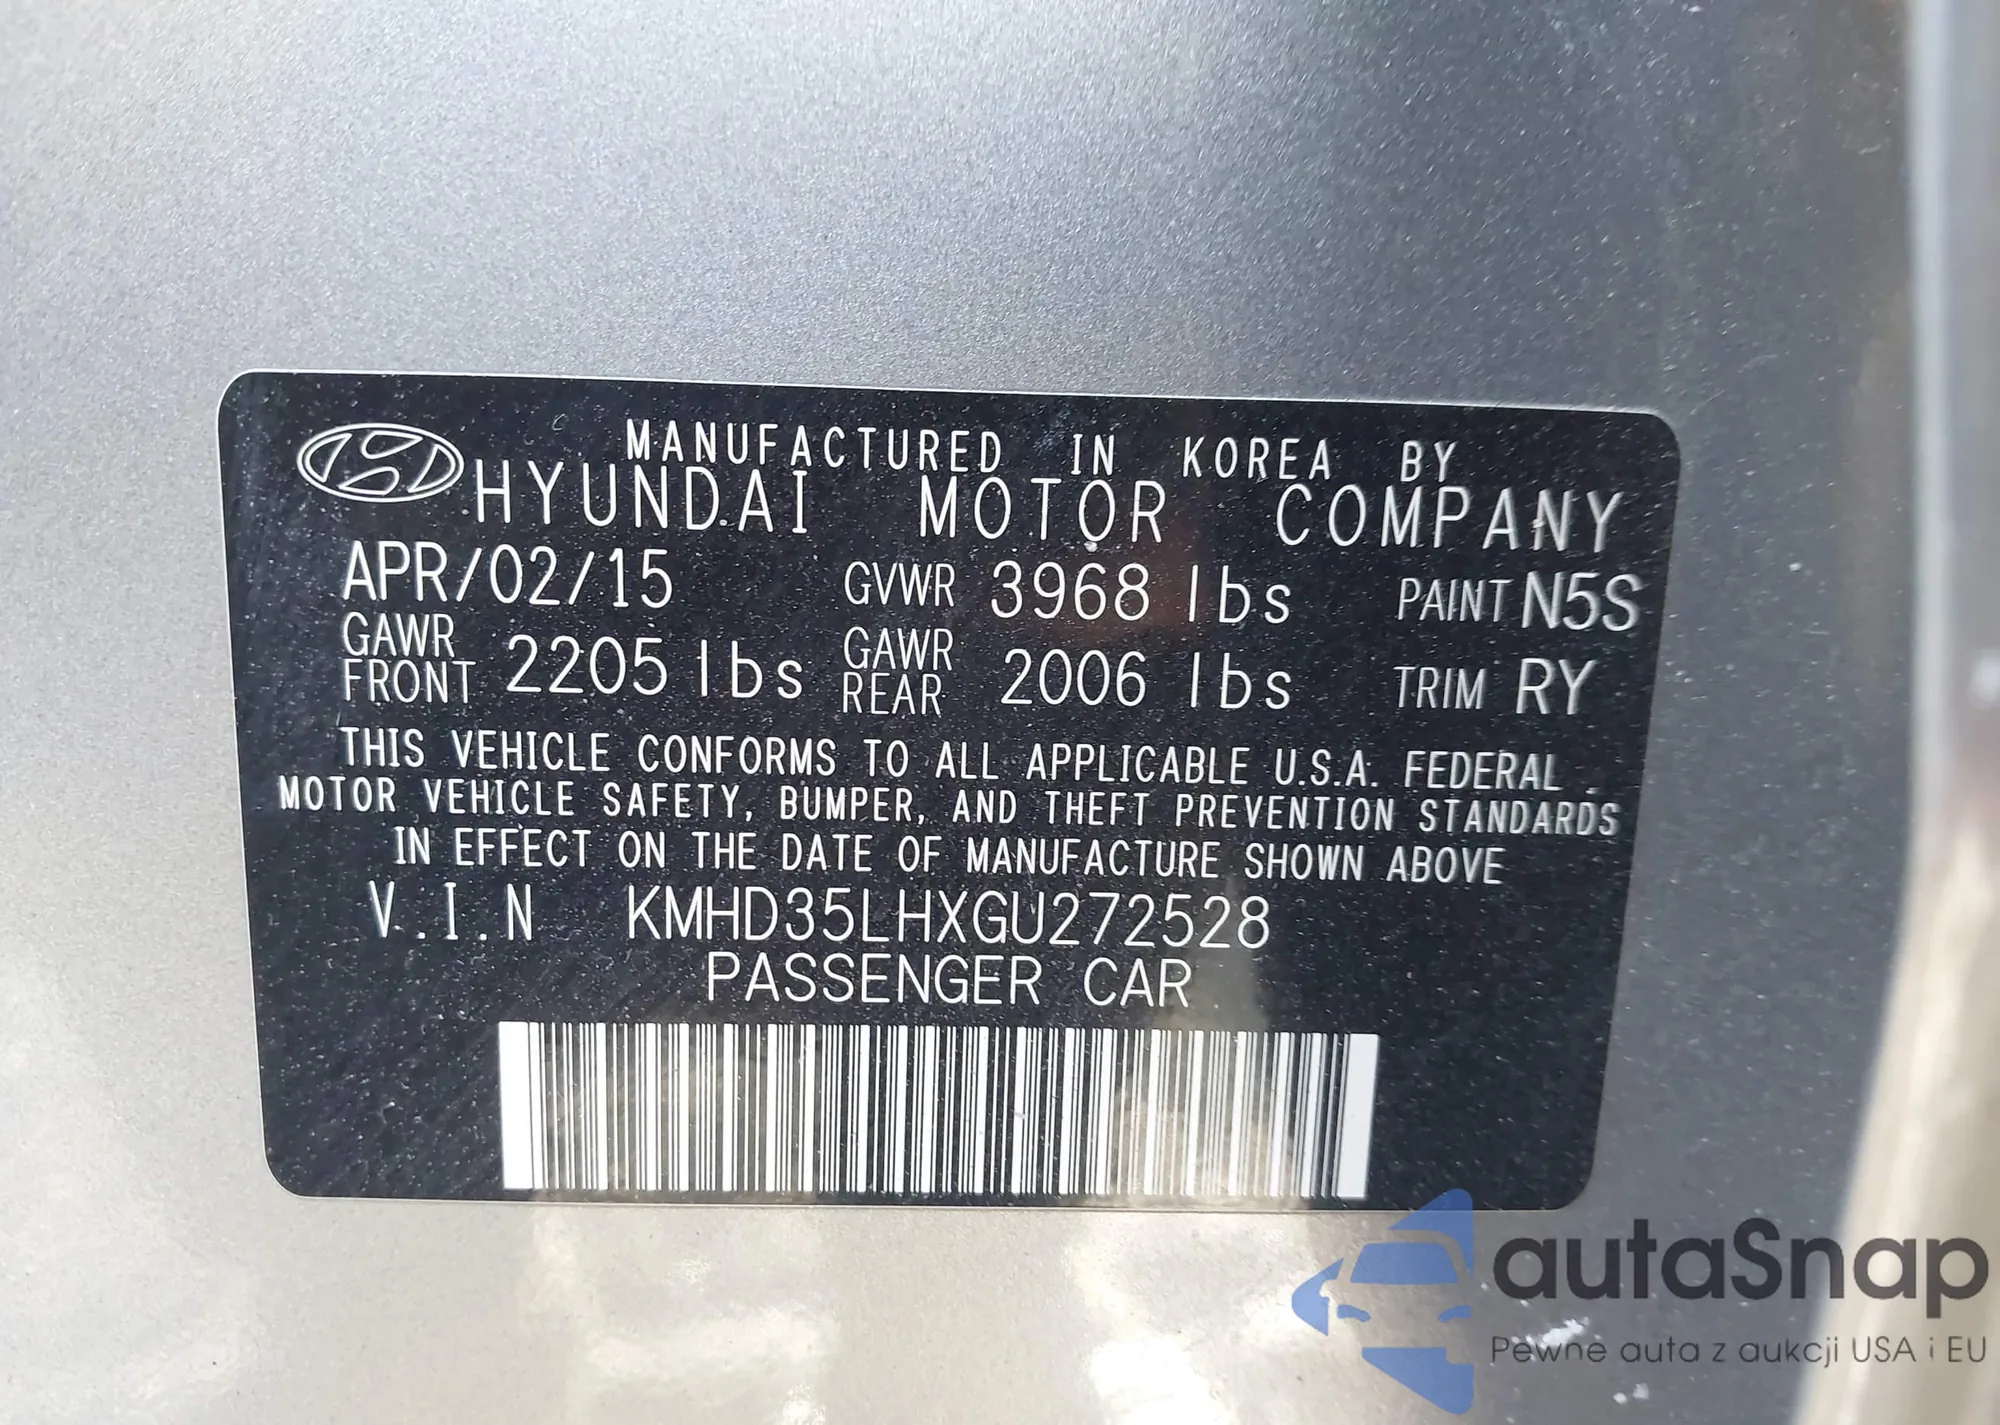 MANUFACTURED IN KOREA BY
HYUNDAI MOTOR COMPANY
APR/02/15 GVWR 3968 lbs PAINT N5S
GAWR FRONT 2205 lbs GAWR REAR 2006 lbs TRIM RY
THIS VEHICLE CONFORMS TO ALL APPLICABLE U.S.A. FEDERAL
MOTOR VEHICLE SAFETY, BUMPER, AND THEFT PREVENTION STANDARDS
IN EFFECT ON THE DATE OF MANUFACTURE SHOWN ABOVE
V.I.N KMHD35LHXGU272528
PASSENGER CAR
autaSnap
Pewne auta z aukcji USA i EU